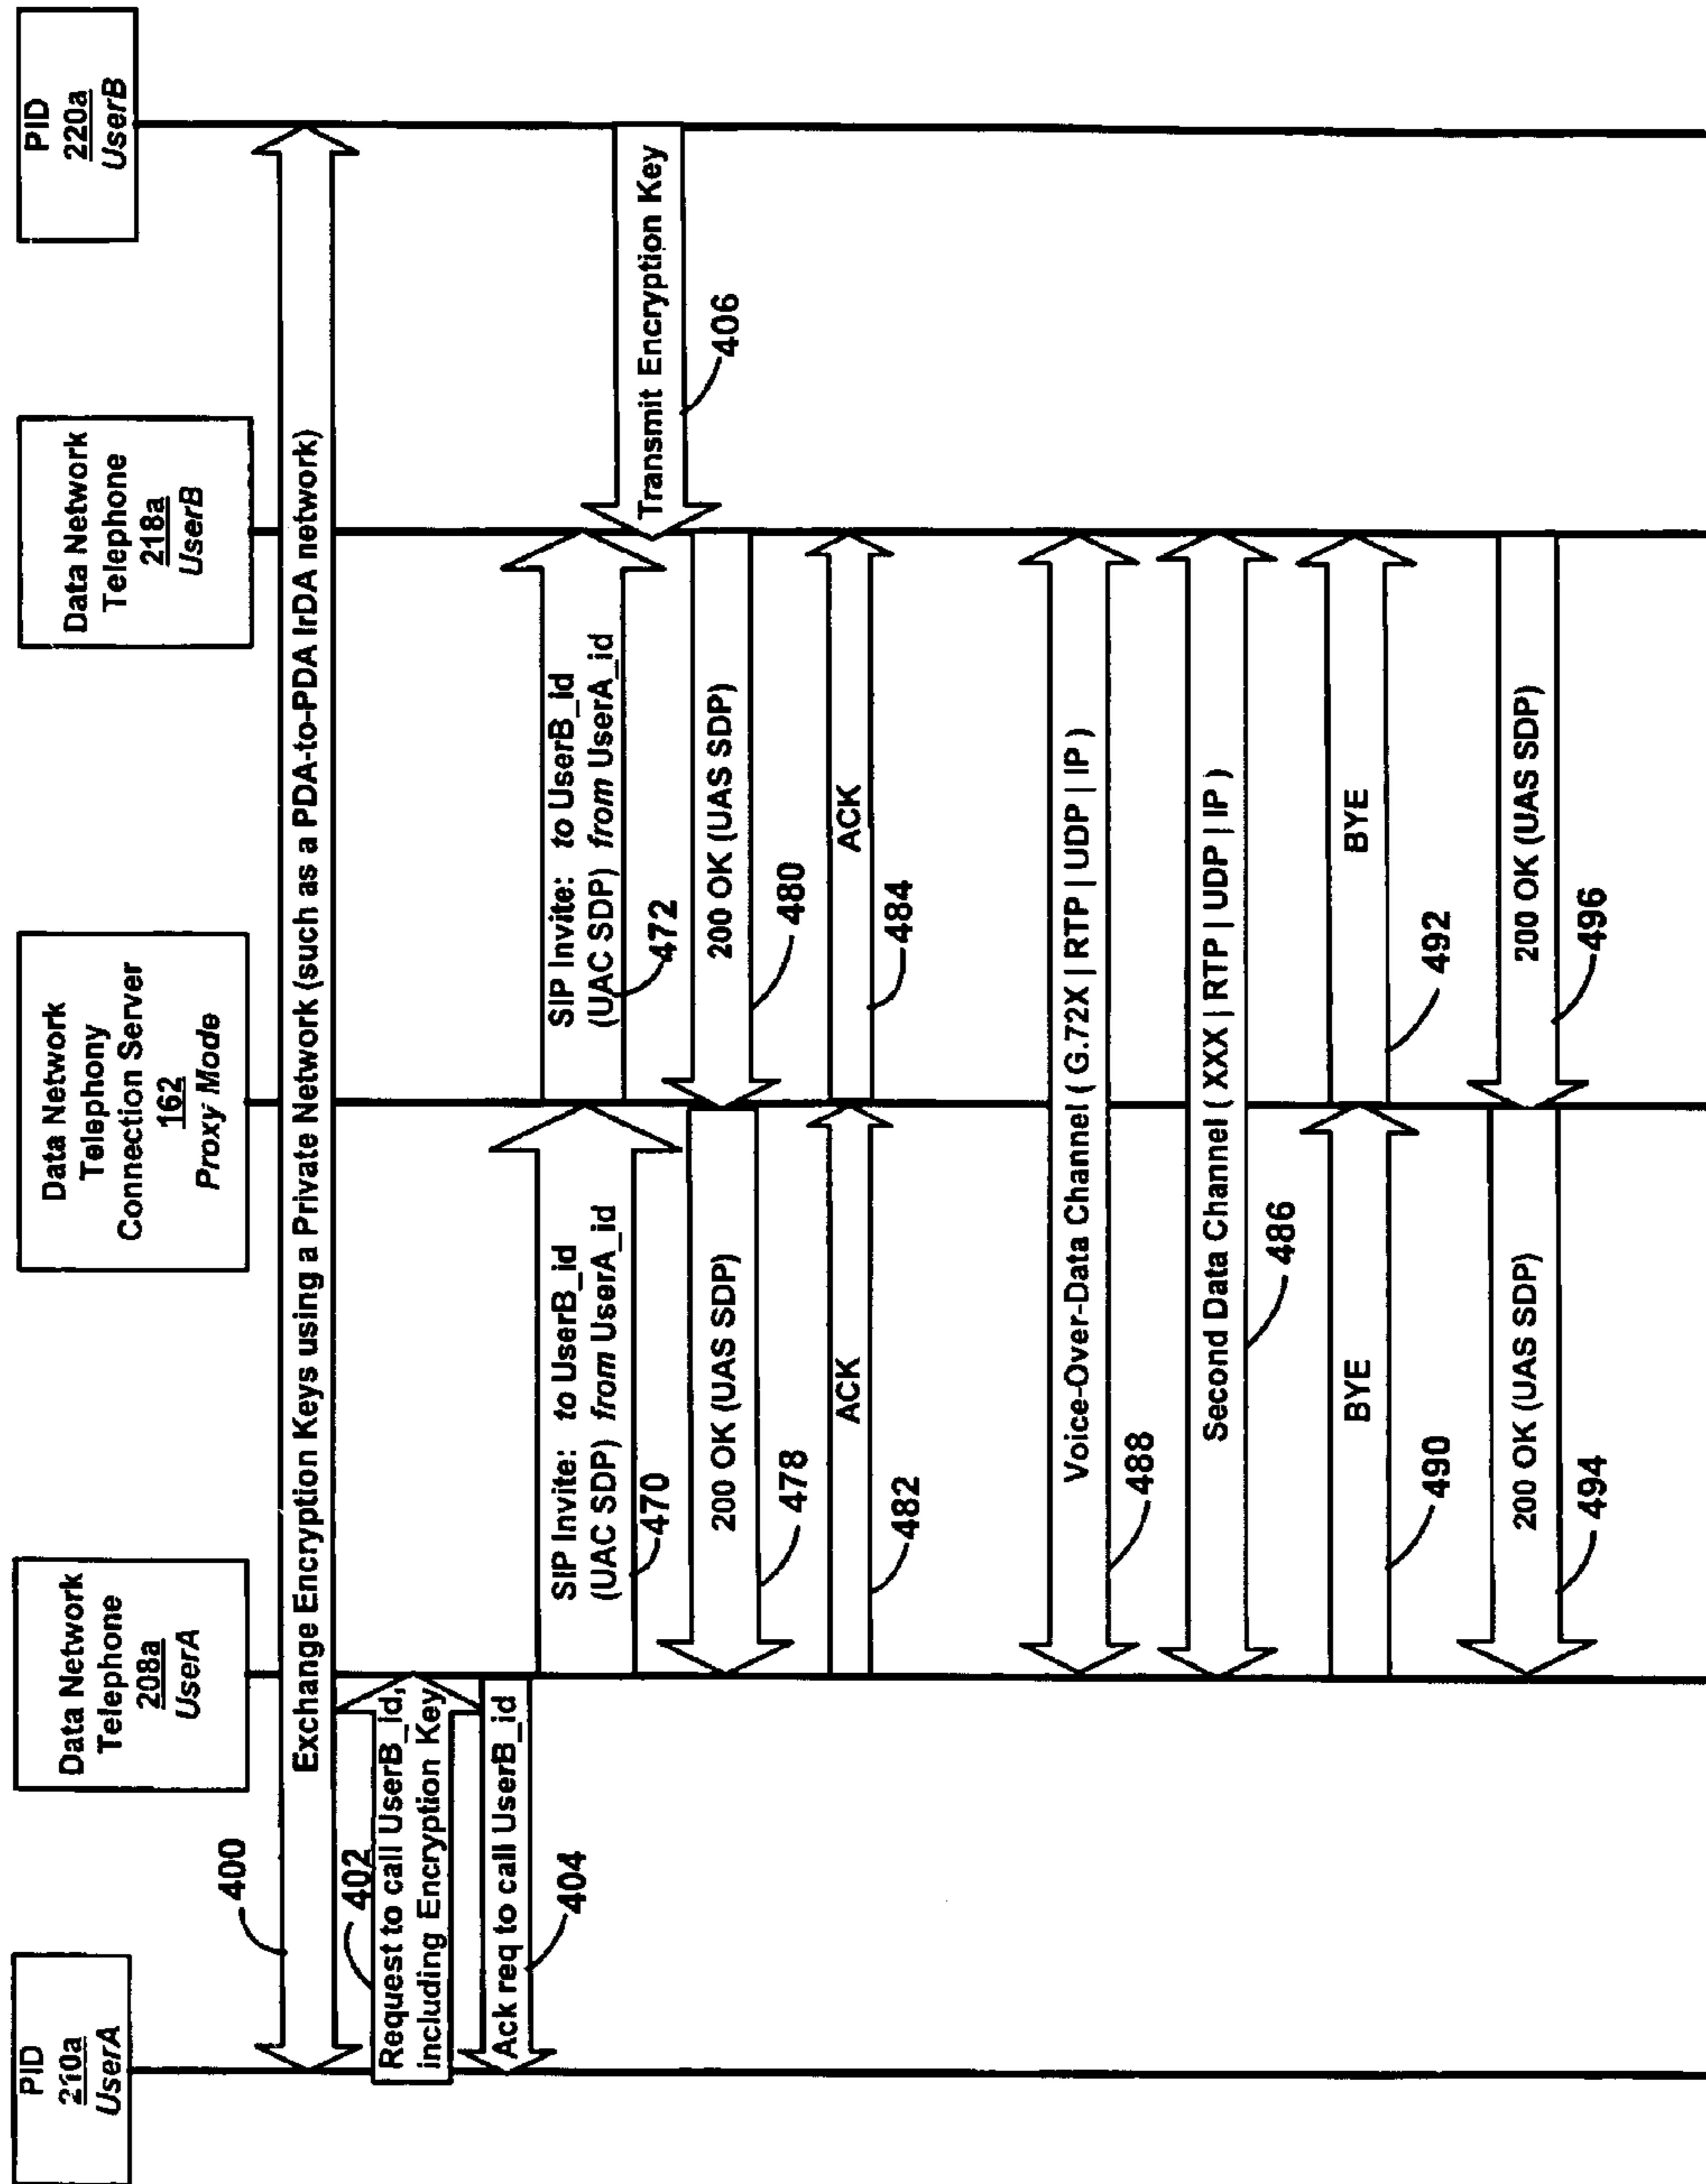 PID
210a
UserA
Data Network
Telephone
208a
UserA
Data Network
Telephony
Connection Server
162
Proxy Mode
Data Network
Telephone
218a
UserB
PID
220a
UserB
400
Exchange Encryption Keys using a Private Network (such as a PDA-to-PDA IrDA network)
402
Request to call UserB_id,
including Encryption Key
Ack req to call UserB_id
404
SIP Invite: to UserB_id
(UAC SDP) from UserA_id
470
SIP Invite: to UserB_id
(UAC SDP) from UserA_id
472
Transmit Encryption Key
406
200 OK (UAS SDP)
478
200 OK (UAS SDP)
480
ACK
482
ACK
484
Voice-Over-Data Channel ( G.72X | RTP | UDP | IP )
488
Second Data Channel ( XXX | RTP | UDP | IP )
486
BYE
490
BYE
492
200 OK (UAS SDP)
494
200 OK (UAS SDP)
496